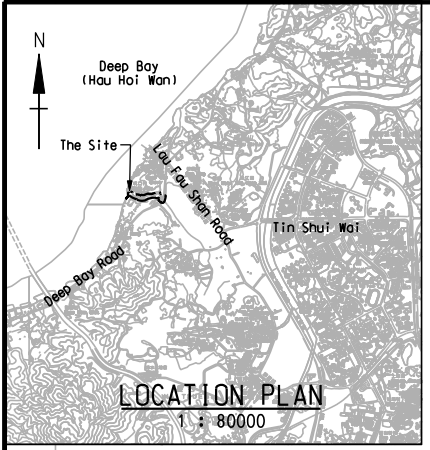 N
Deep Bay
(Hau Hoi Wan)
The Site
Lau Fau Shan Road
Tin Shui Wai
Deep Bay Road
LOCATION PLAN
1 : 80000